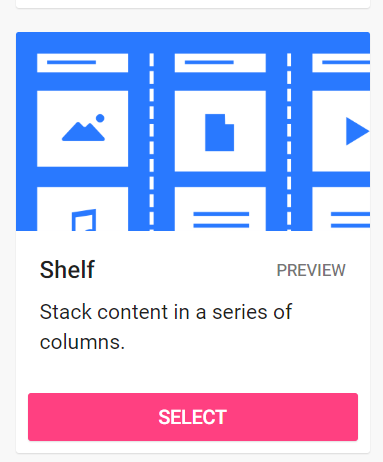 Shelf
PREVIEW
Stack content in a series of
columns.
SELECT